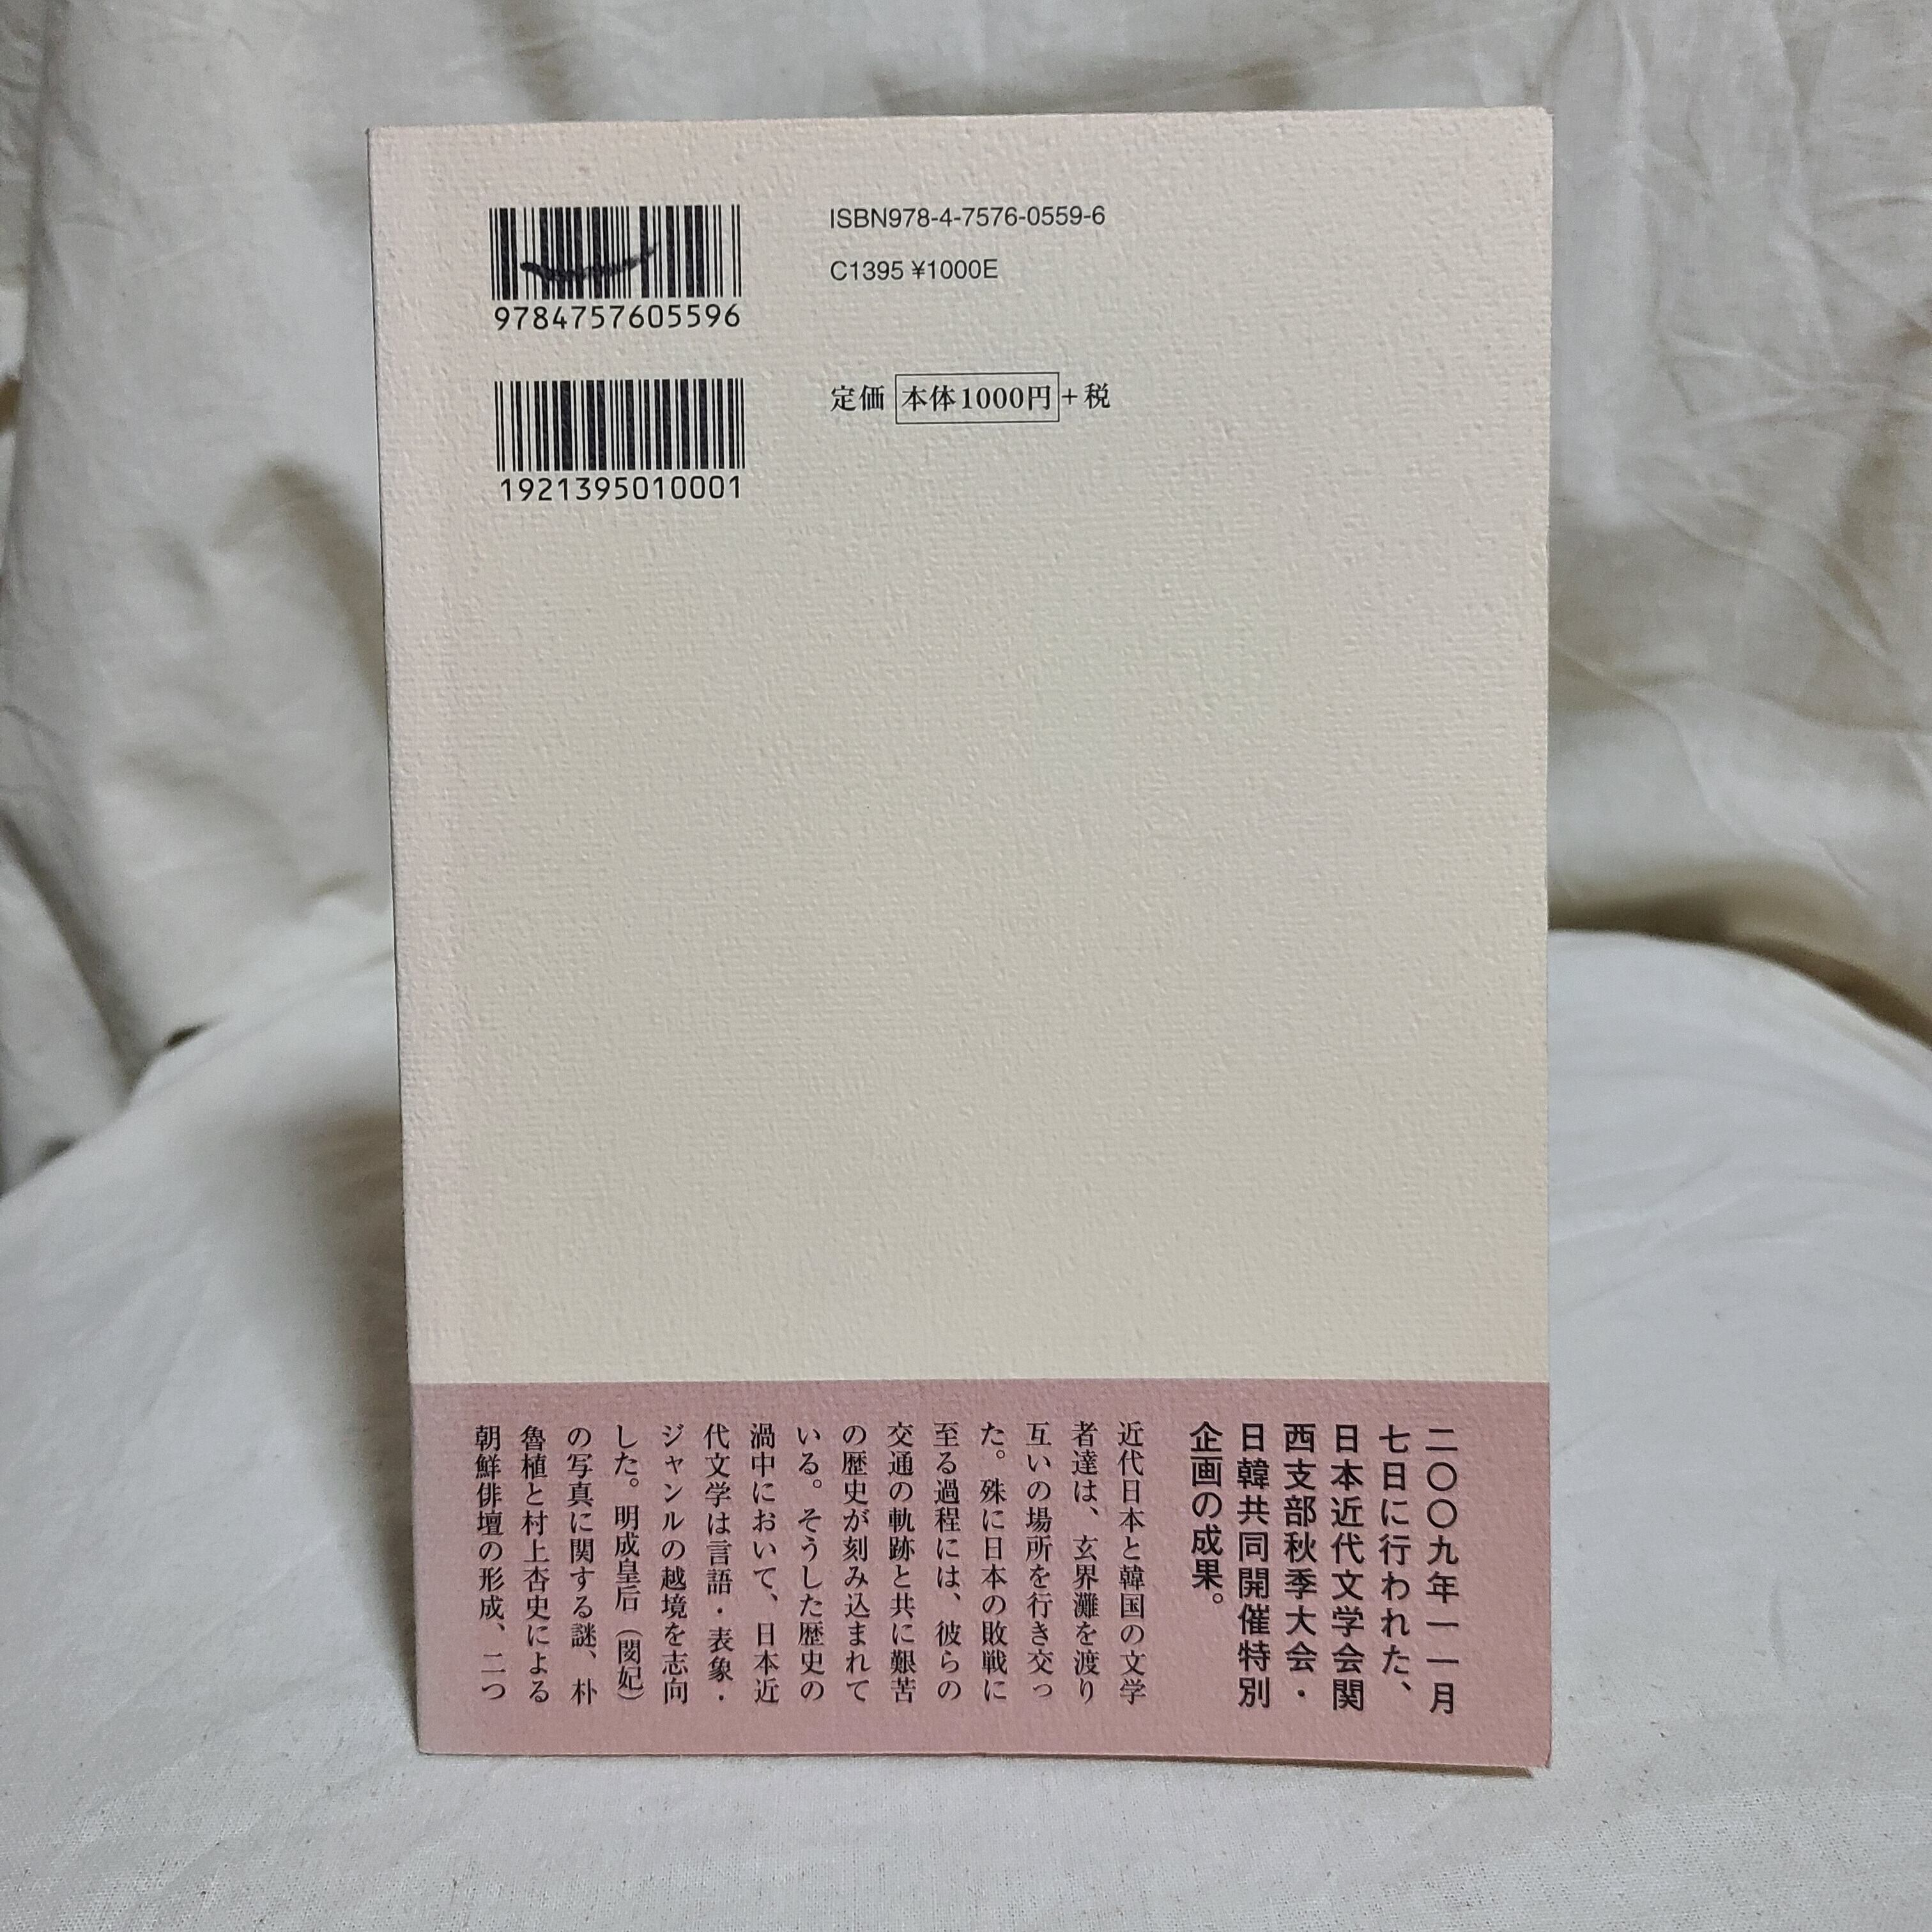 9784757605596
ISBN978-4-7576-0559-6
C1395 ¥1000E
1921395010001
定価 本体1000円+税
二〇〇九年一一月
七日に行われた、
日本近代文学会関
西支部秋季大会・
日韓共同開催特別
企画の成果。
近代日本と韓国の文学
者達は、玄界灘を渡り
互いの場所を行き交っ
た。殊に日本の敗戦に
至る過程には、彼らの
交通の軌跡と共に艱苦
の歴史が刻み込まれて
いる。そうした歴史の
渦中において、日本近
代文学は言語・表象・
ジャンルの越境を志向
した。明成皇后（閔妃）
の写真に関する謎、朴
魯植と村上杏史による
朝鮮俳壇の形成、二つ